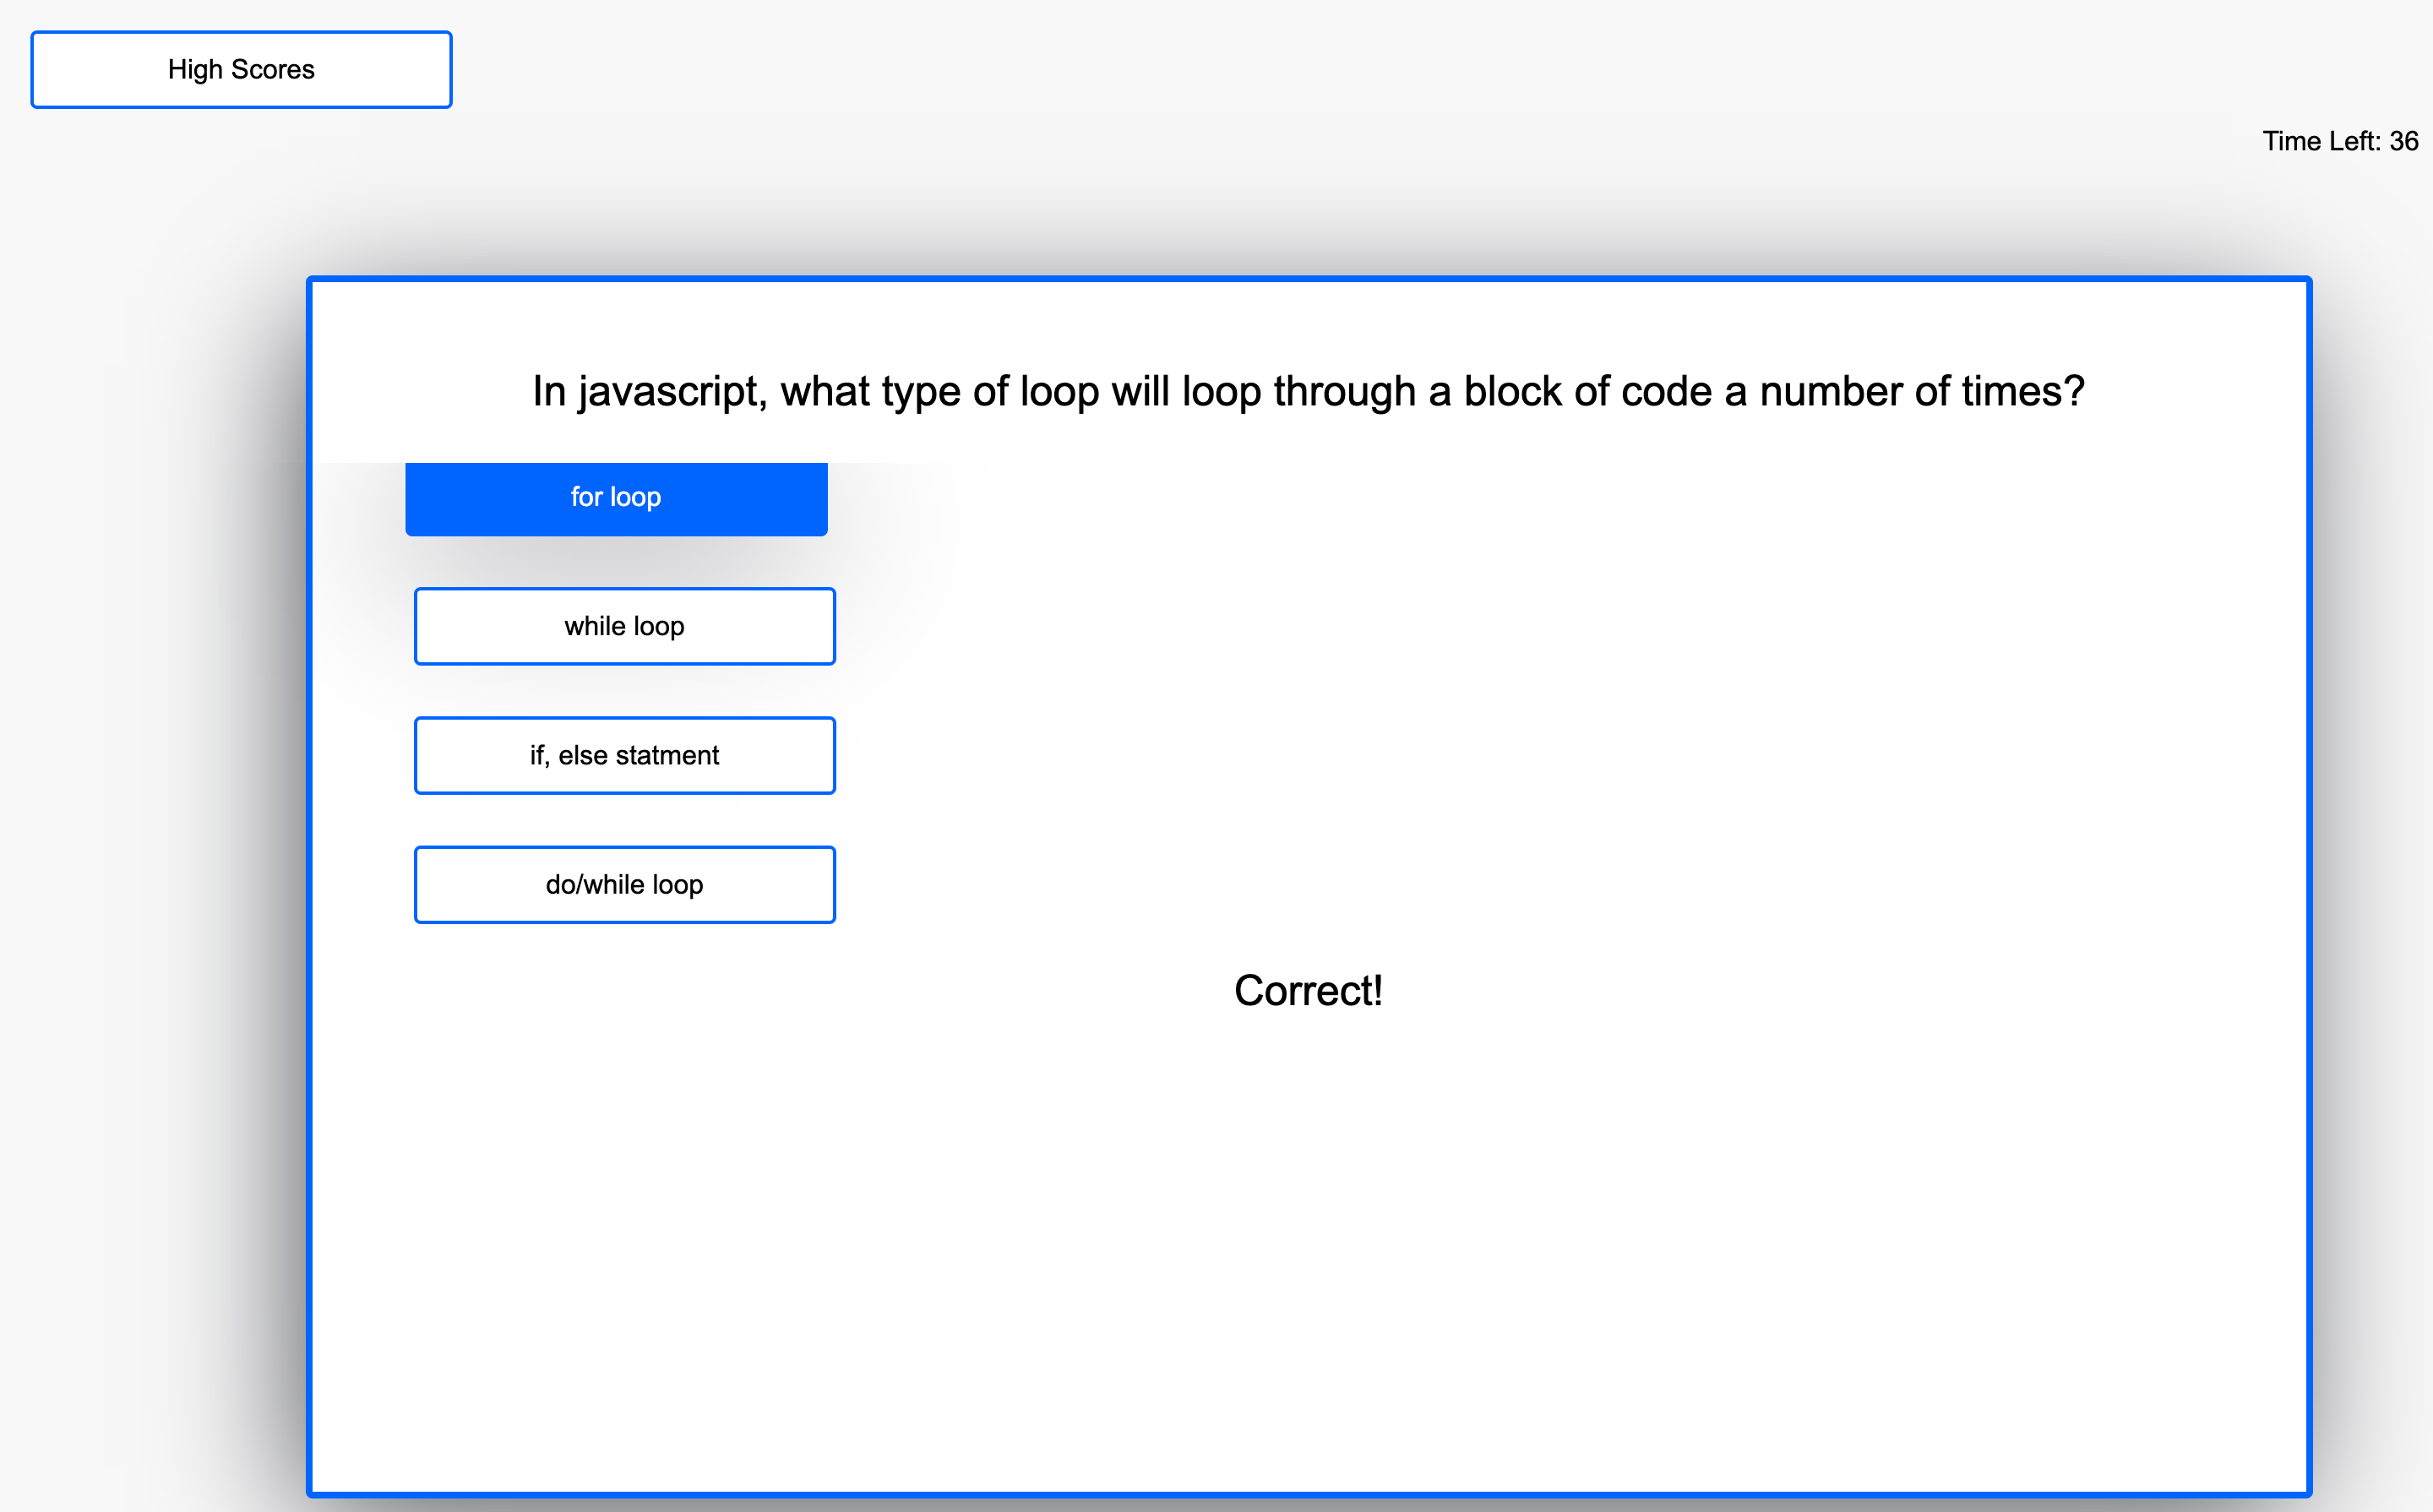 High Scores
Time Left: 36
In javascript, what type of loop will loop through a block of code a number of times?
for loop
while loop
if, else statment
do/while loop
Correct!